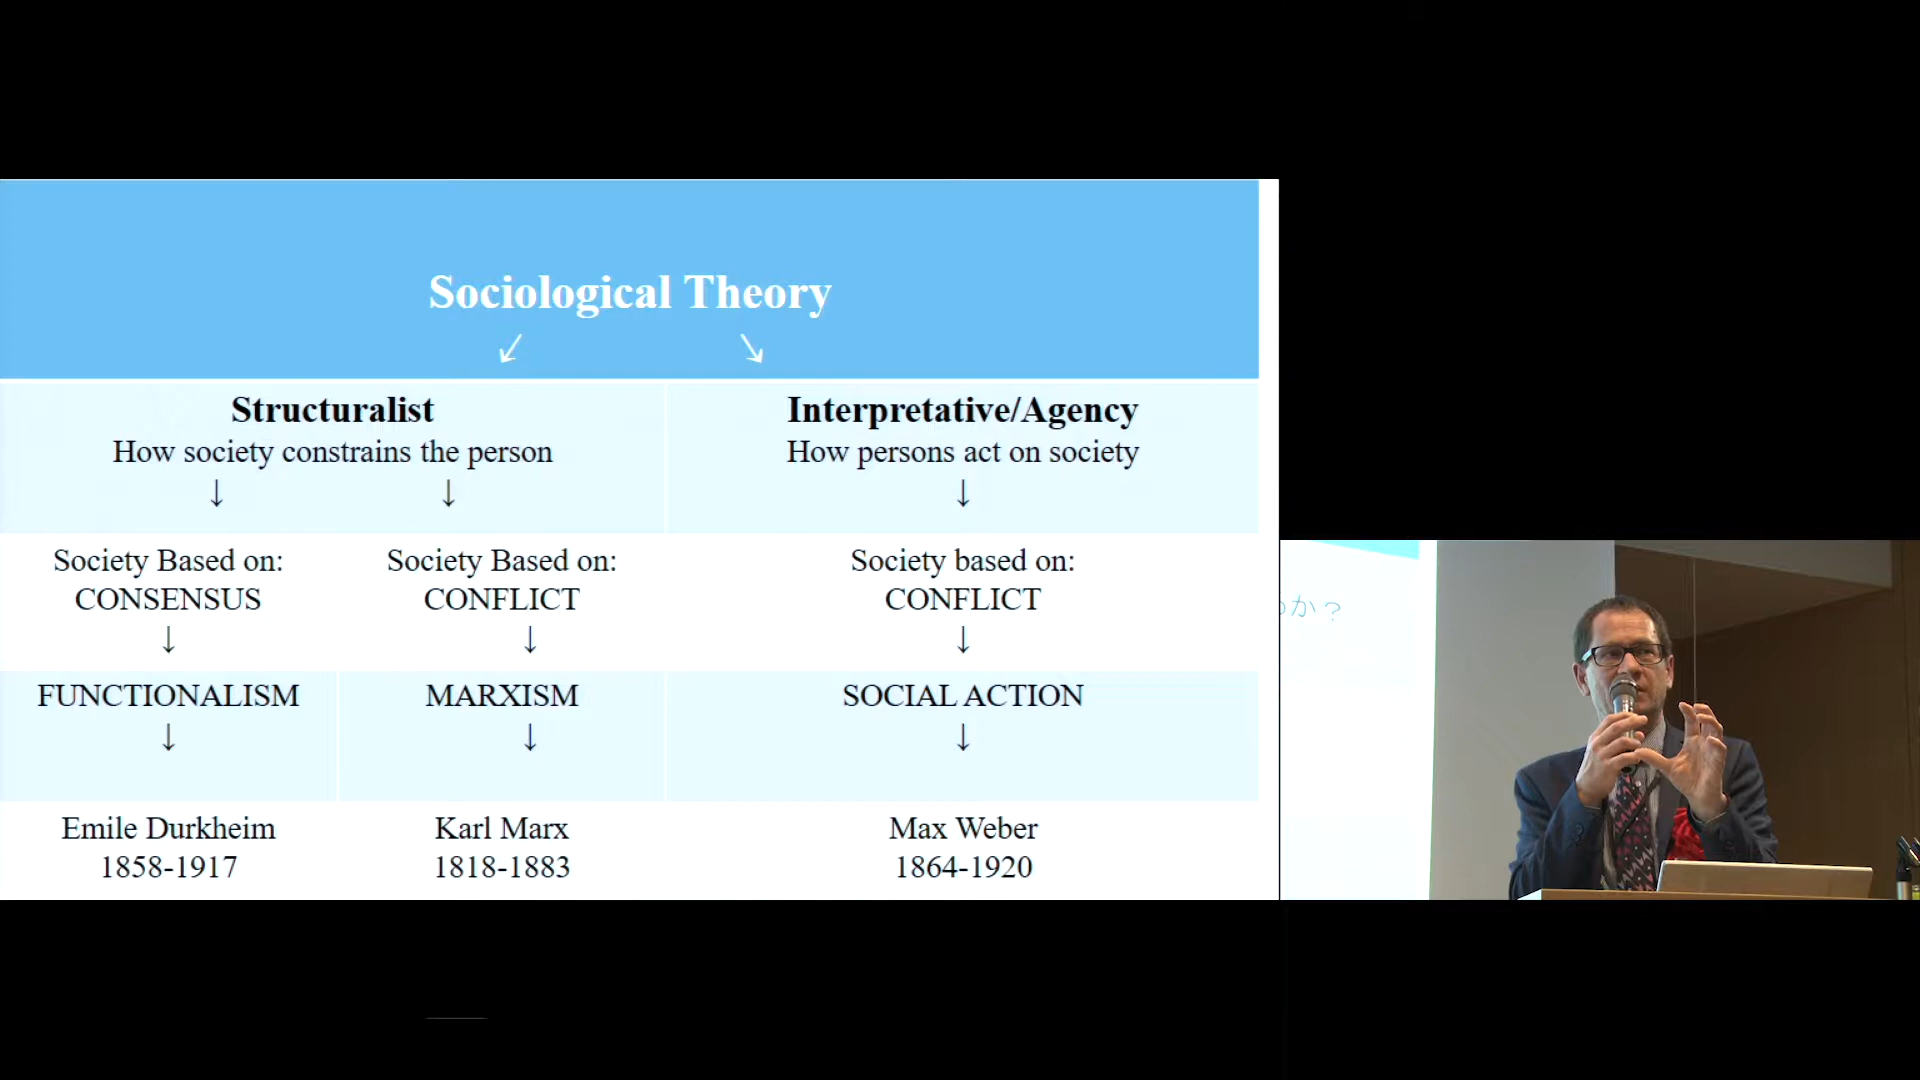 Sociological Theory
↙ ↘
Structuralist
How society constrains the person
↓ ↓
Interpretative/Agency
How persons act on society
↓
Society Based on:
CONSENSUS
↓
Society Based on:
CONFLICT
↓
Society based on:
CONFLICT
↓
FUNCTIONALISM
↓
MARXISM
↓
SOCIAL ACTION
↓
Emile Durkheim
1858-1917
Karl Marx
1818-1883
Max Weber
1864-1920
か？